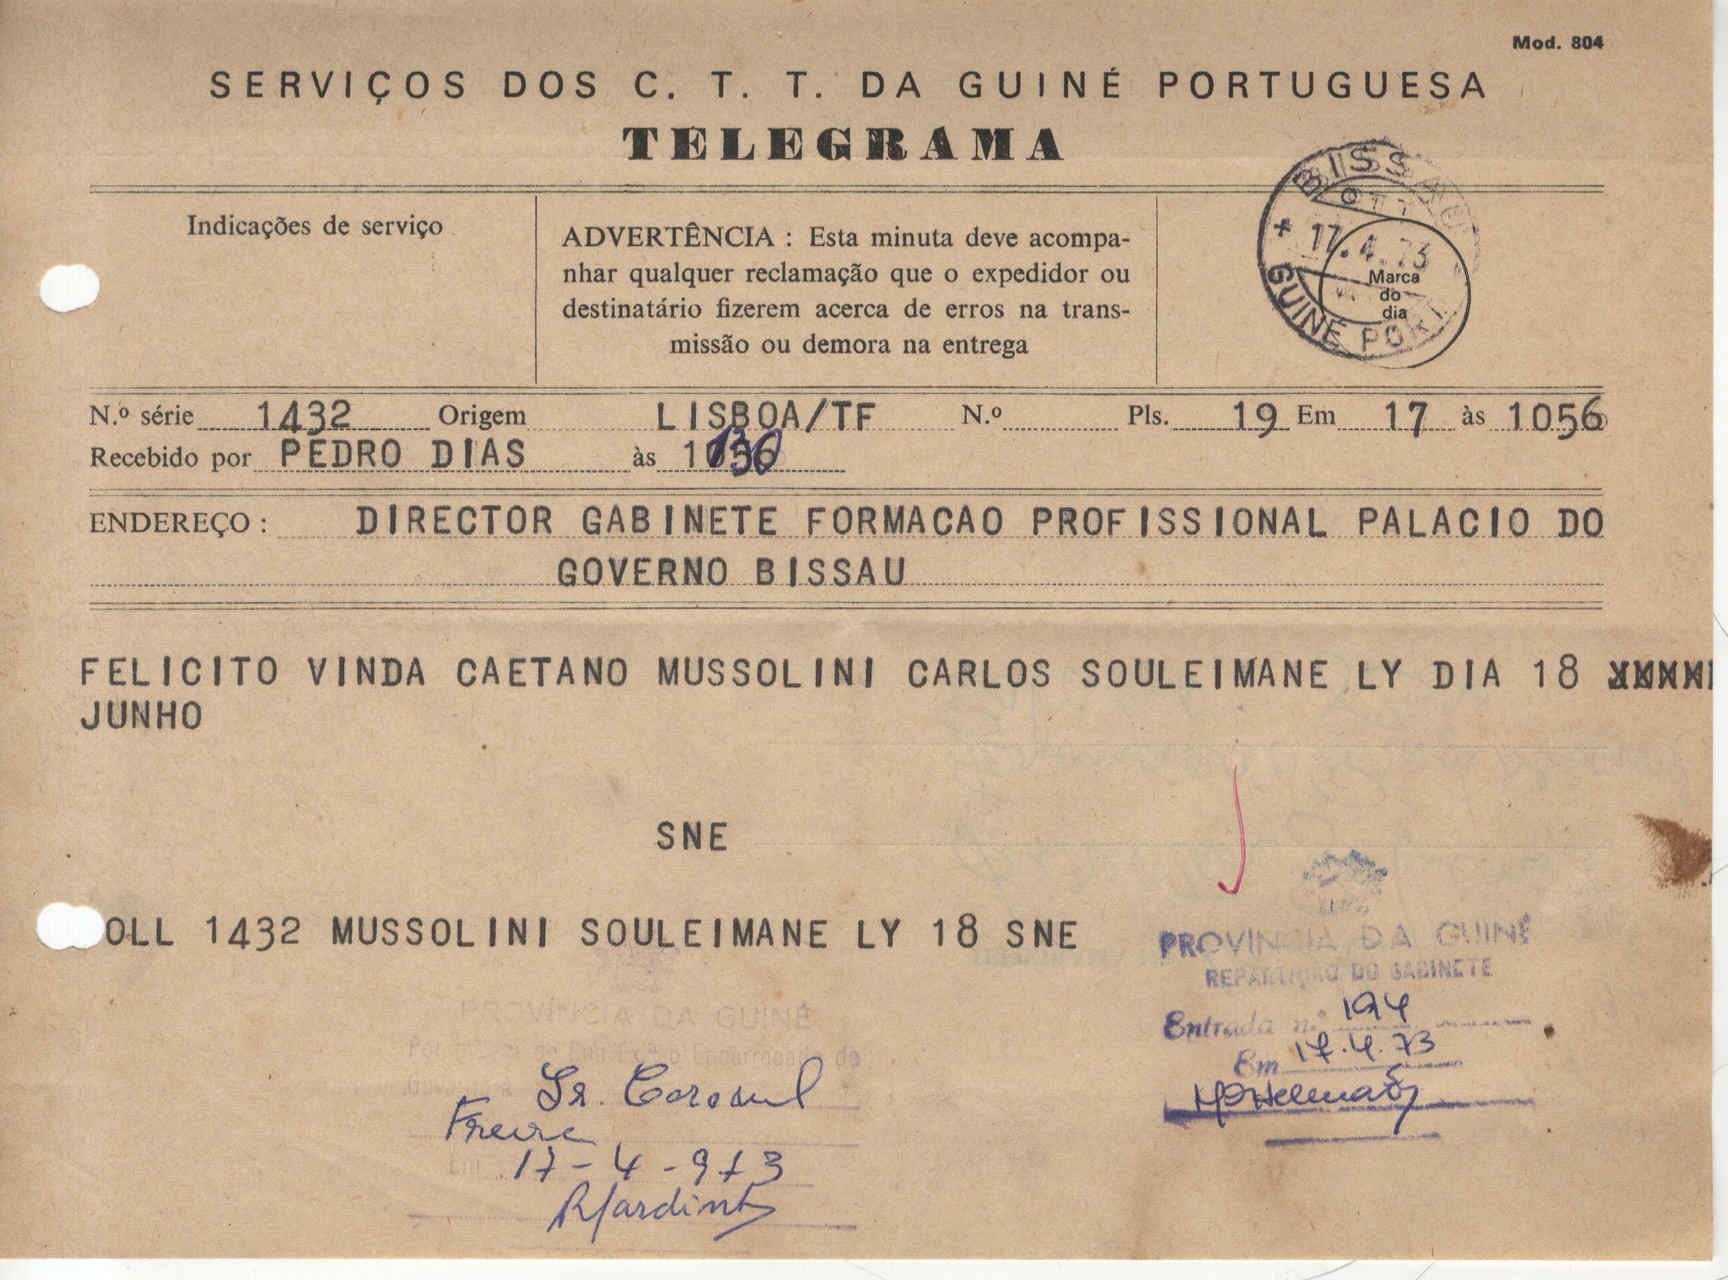 Mod. 804
SERVIÇOS DOS C. T. T. DA GUINÉ PORTUGUESA
TELEGRAMA
Indicações de serviço
ADVERTÊNCIA : Esta minuta deve acompa-
nhar qualquer reclamação que o expedidor ou
destinatário fizerem acerca de erros na trans-
missão ou demora na entrega
BISSAU
CTT
17.4.73
GUINÉ PORT
Marca
do
dia
N.º série 1432 Origem LISBOA/TF N.º Pls. 19 Em 17 às 1056
Recebido por PEDRO DIAS às
ENDEREÇO : DIRECTOR GABINETE FORMACAO PROFISSIONAL PALACIO DO
GOVERNO BISSAU
FELICITO VINDA CAETANO MUSSOLINI CARLOS SOULEIMANE LY DIA 18
JUNHO
SNE
OLL 1432 MUSSOLINI SOULEIMANE LY 18 SNE
PROVINCIA DA GUINÉ
REPARTIÇÃO DO GABINETE
Entrada n.º 194
Em 17.4.73
PROVÍNCIA DA GUINÉ
Sr. Coronel
Freire
17-4-973